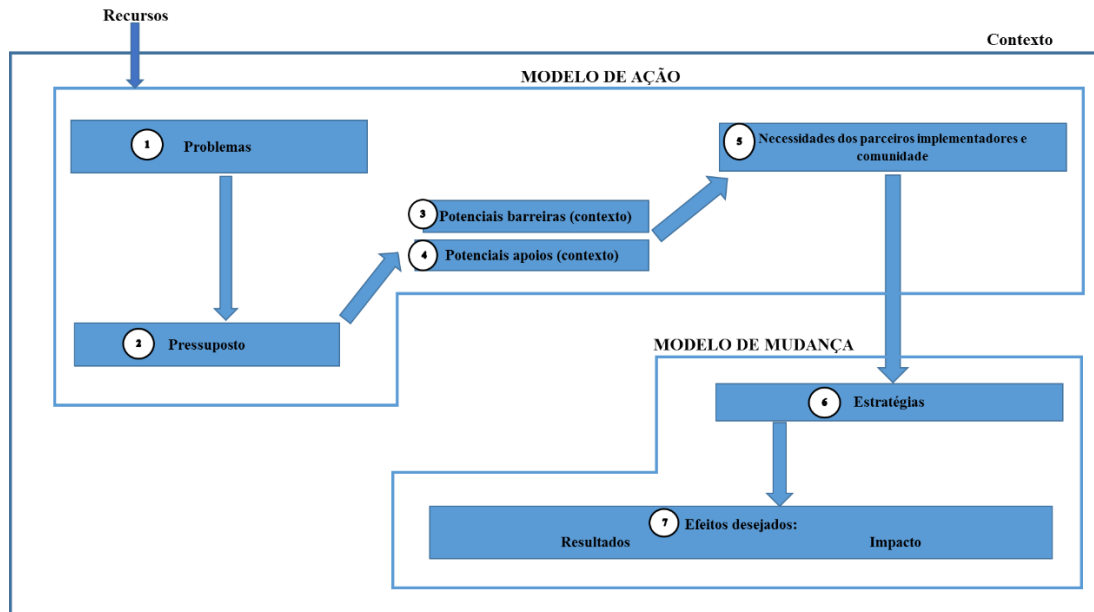 Recursos
Contexto
MODELO DE AÇÃO
1 Problemas
5 Necessidades dos parceiros implementadores e
comunidade
3 Potenciais barreiras (contexto)
4 Potenciais apoios (contexto)
2 Pressuposto
MODELO DE MUDANÇA
6 Estratégias
7 Efeitos desejados:
Resultados Impacto